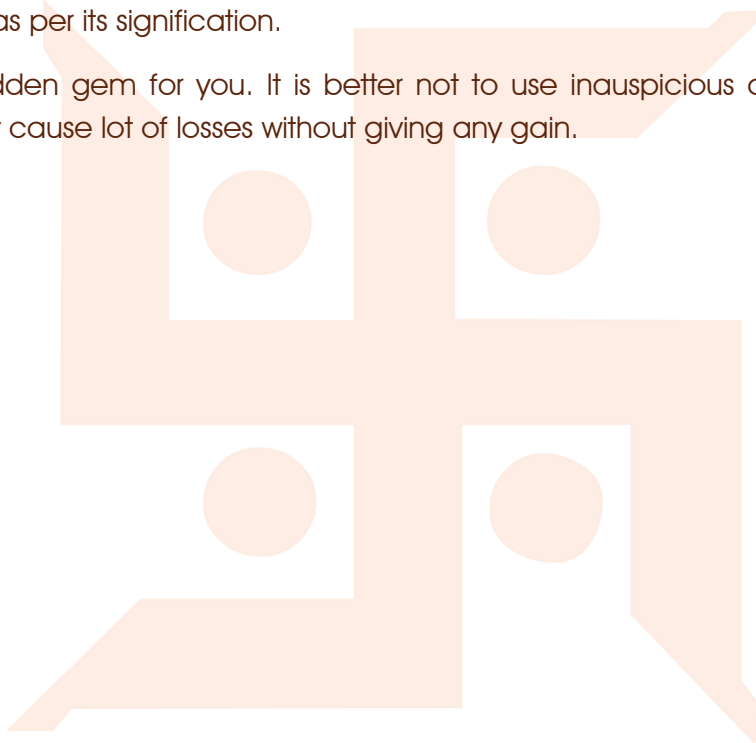 as per its signification.
dden gem for you. It is better not to use inauspicious
cause lot of losses without giving any gain.